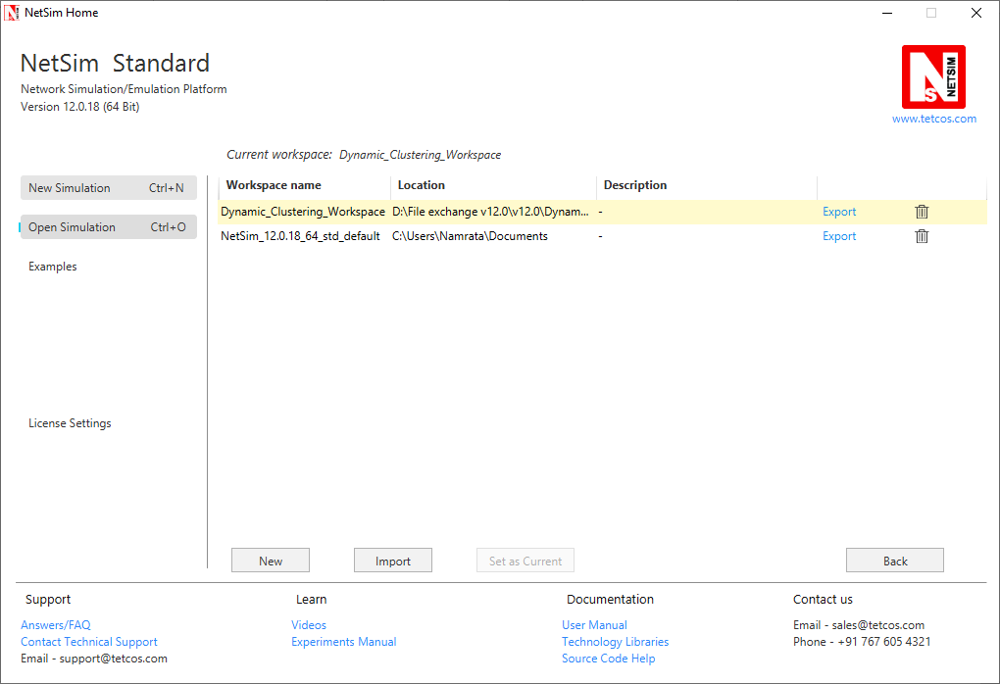 NetSim Home
NetSim Standard
Network Simulation/Emulation Platform
Version 12.0.18 (64 Bit)
NS NETSIM
www.tetcos.com
Current workspace: Dynamic_Clustering_Workspace
New Simulation Ctrl+N
Open Simulation Ctrl+O
Examples
License Settings
Workspace name Location Description
Dynamic_Clustering_Workspace D:\File exchange v12.0\v12.0\Dynam... - Export
NetSim_12.0.18_64_std_default C:\Users\Namrata\Documents - Export
New Import Set as Current Back
Support Learn Documentation Contact us
Answers/FAQ Videos User Manual Email - sales@tetcos.com
Contact Technical Support Experiments Manual Technology Libraries Phone - +91 767 605 4321
Email - support@tetcos.com Source Code Help